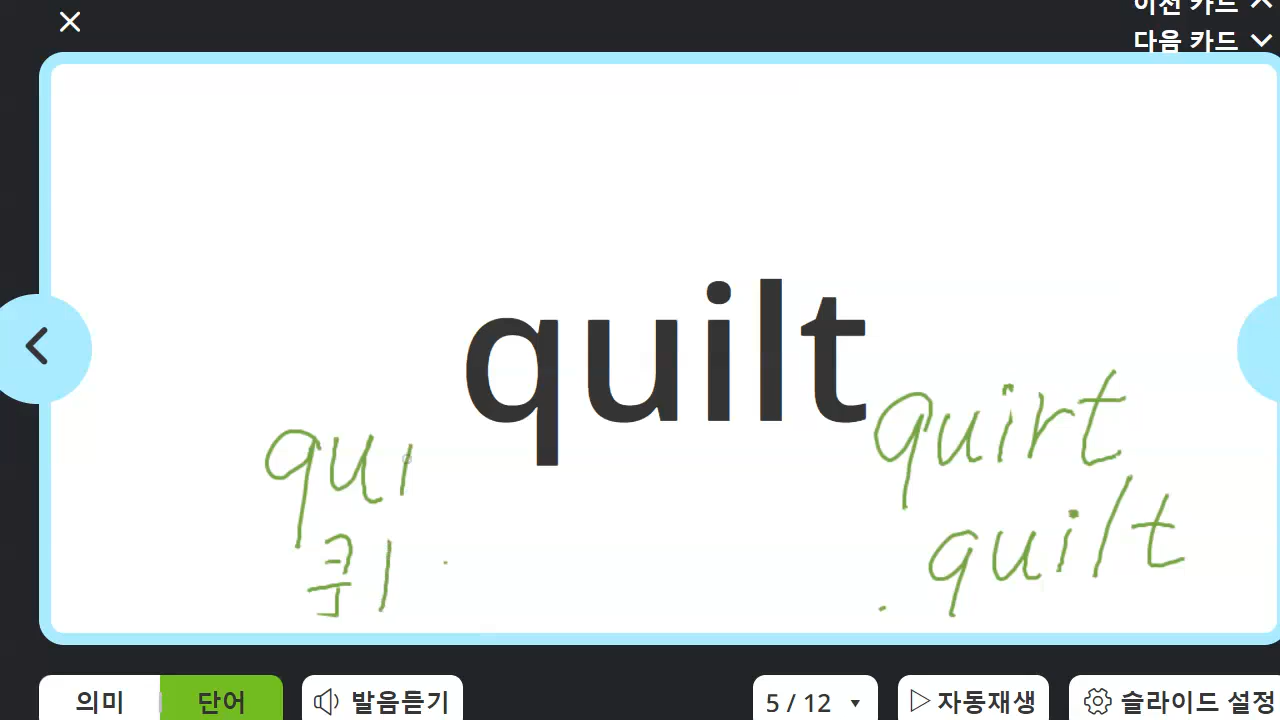 이전 카드
다음 카드
quilt
quirt
qui
quilt
퀴
의미 단어 발음듣기 5 / 12 자동재생 슬라이드 설정